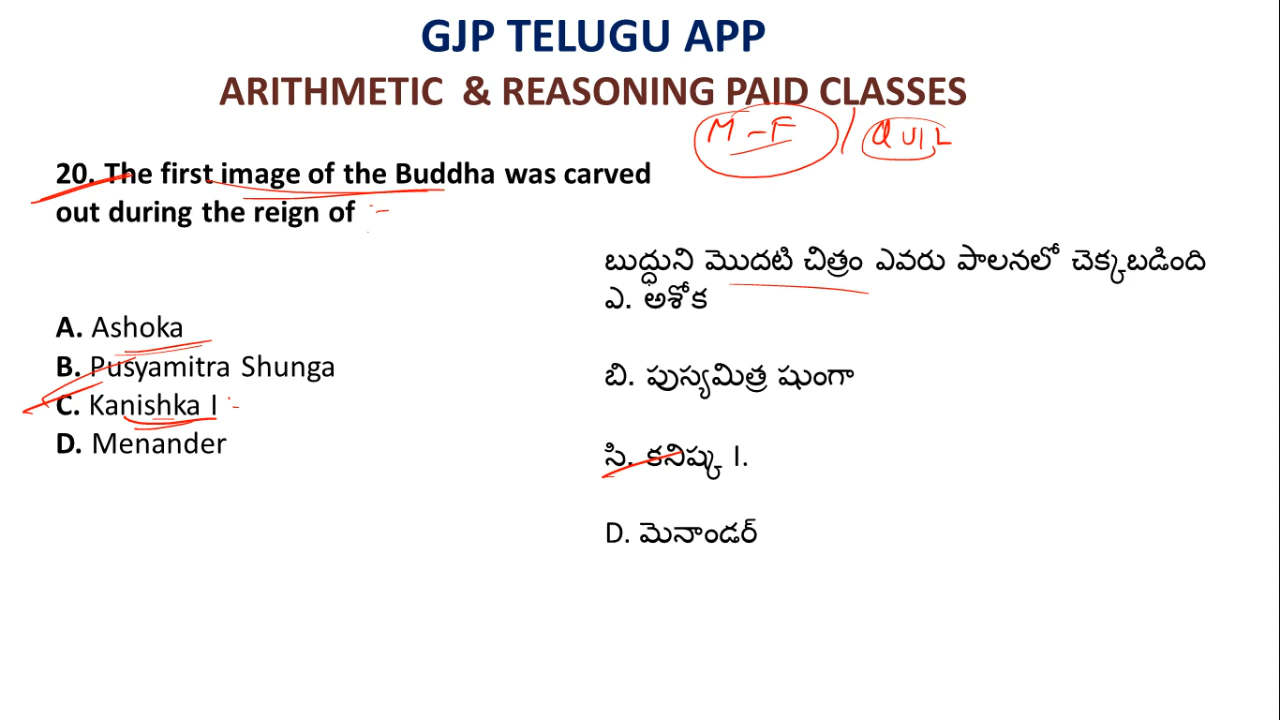 GJP TELUGU APP
ARITHMETIC & REASONING PAID CLASSES
M-F / QUIZ
20. The first image of the Buddha was carved
out during the reign of :-
బుద్ధుని మొదటి చిత్రం ఎవరు పాలనలో చెక్కబడింది
ఎ. అశోక
A. Ashoka
B. Pusyamitra Shunga
C. Kanishka I :-
D. Menander
బి. పుస్యమిత్ర షుంగా
సి. కనిష్క I.
D. మెనాండర్